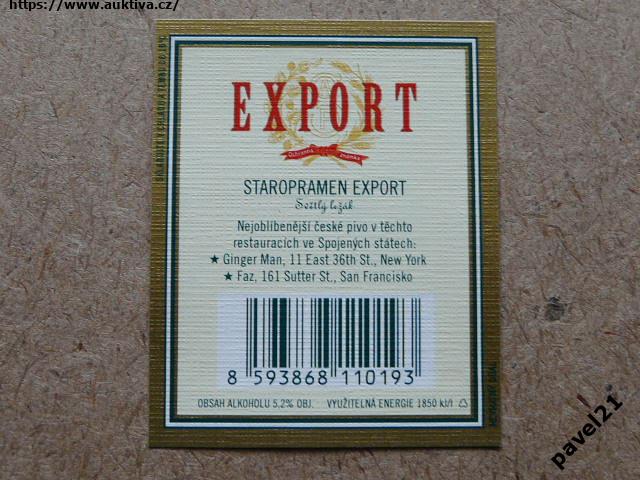 https://www.auktiva.cz/
EXPORT
Ochranná známka
STAROPRAMEN EXPORT
Světlý ležák
Nejoblíbenější české pivo v těchto
restauracích ve Spojených státech:
★ Ginger Man, 11 East 36th St., New York
★ Faz, 161 Sutter St., San Francisko
8 593868 110193
OBSAH ALKOHOLU 5,2% OBJ. VYUŽITELNÁ ENERGIE 1850 kJ/l
pavel21